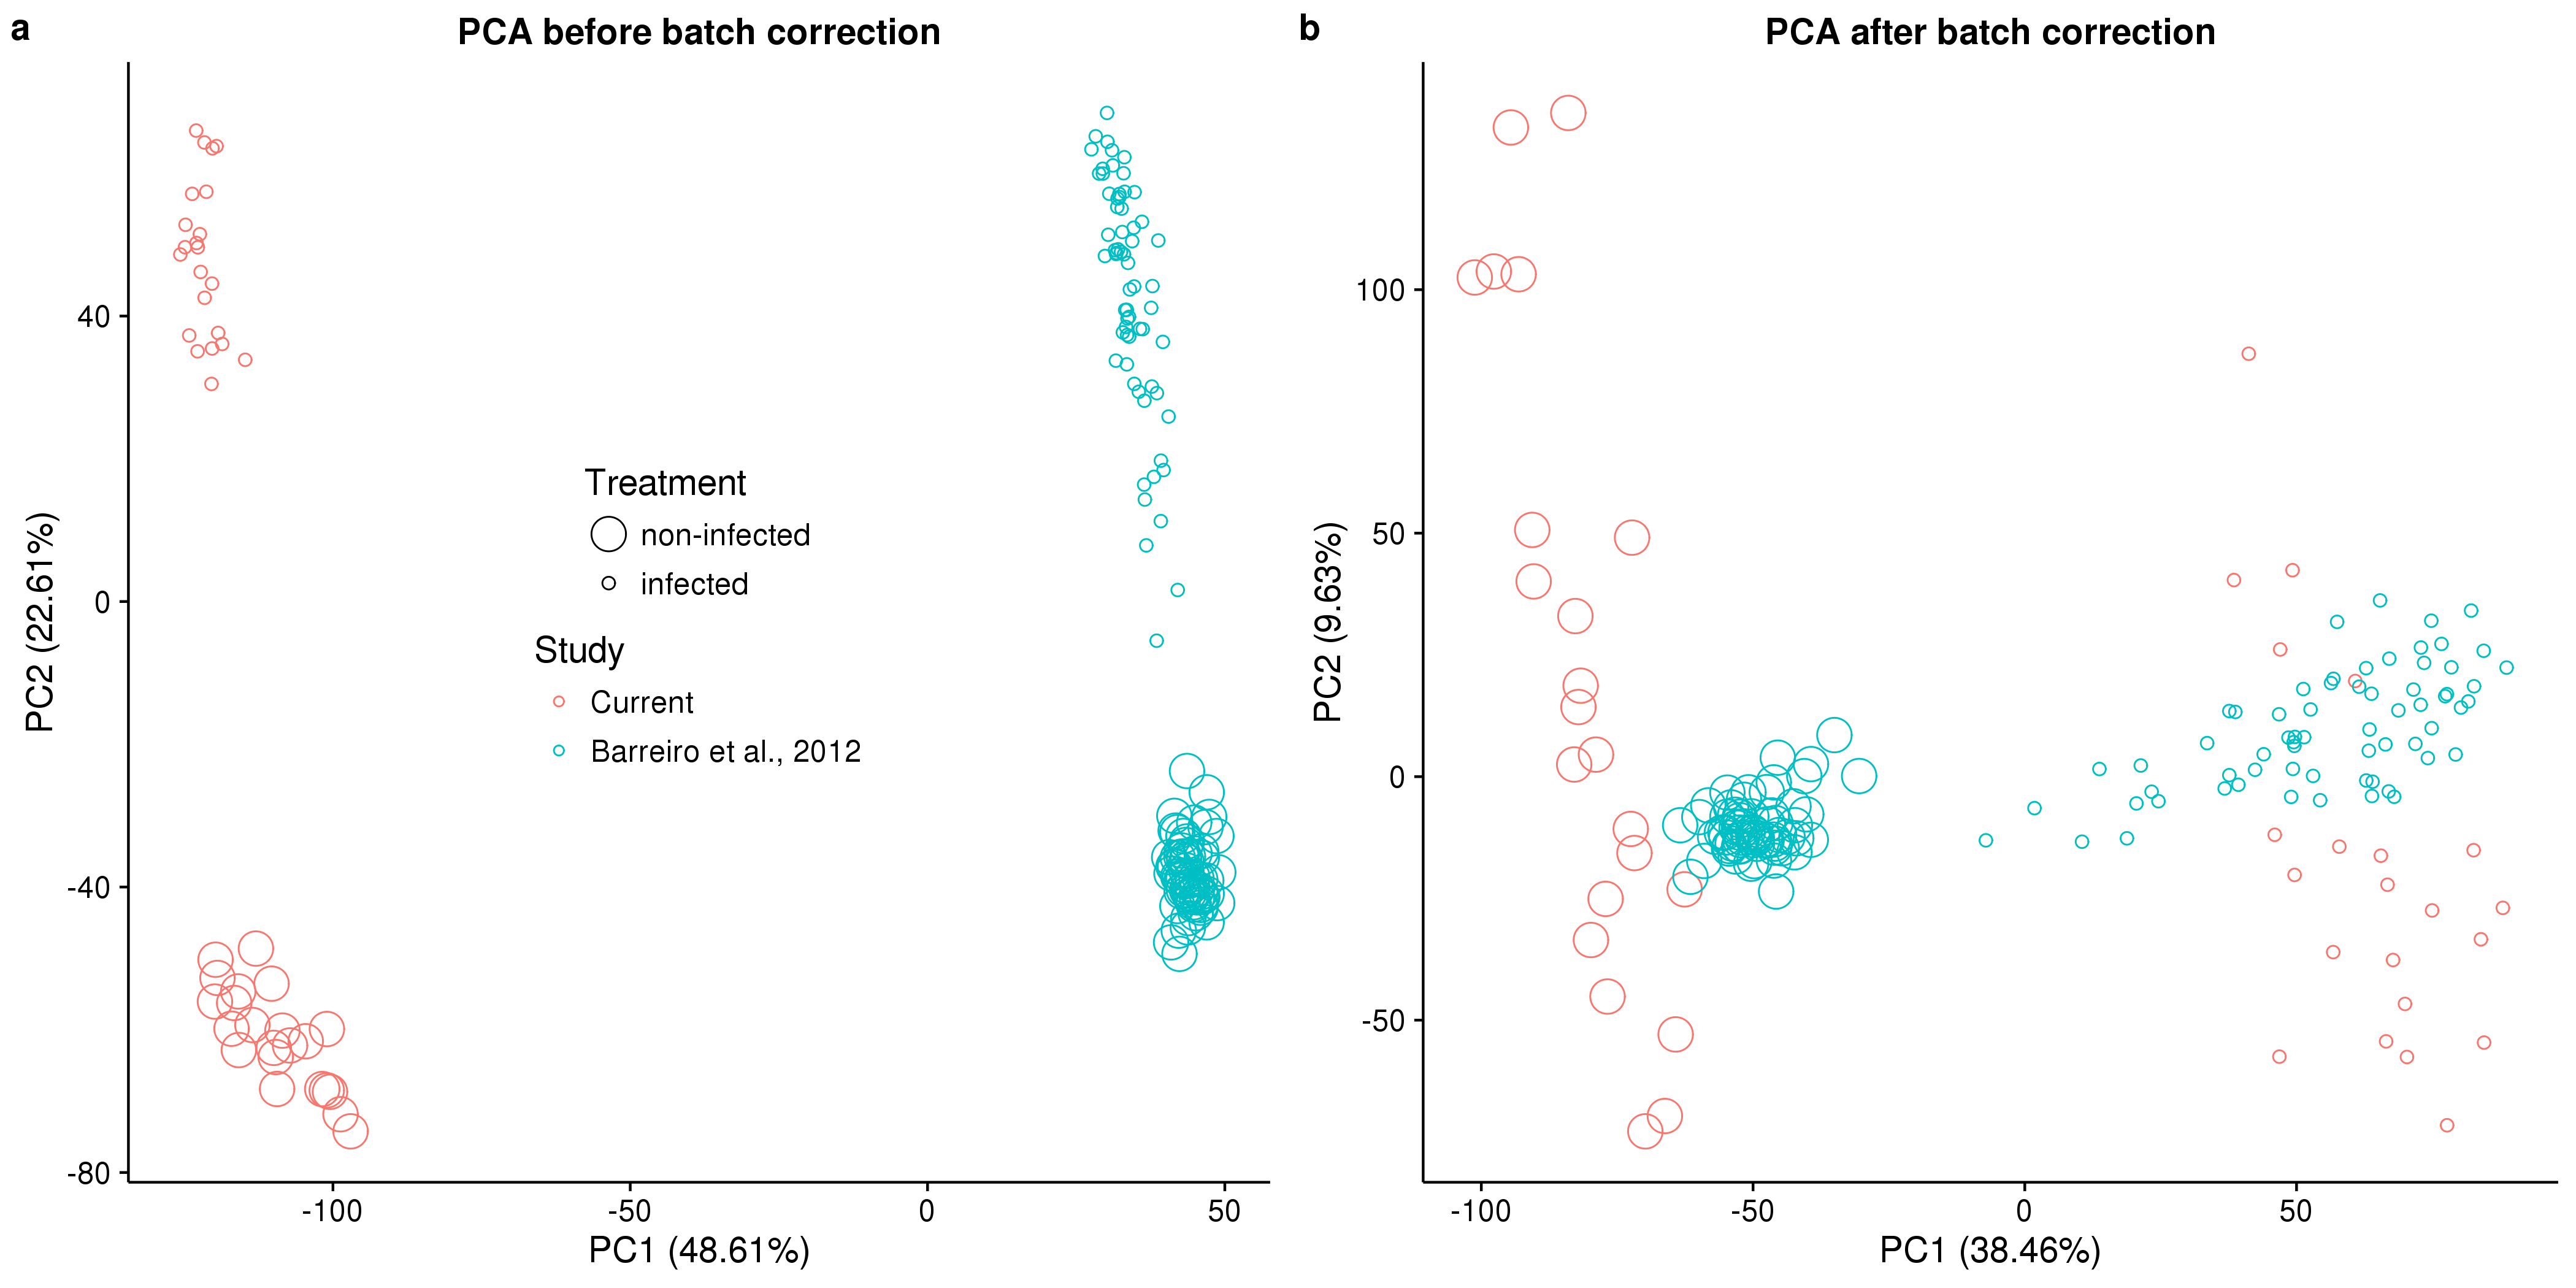 a
PCA before batch correction
PC2 (22.61%)
40
0
-40
-80
Treatment
non-infected
infected
Study
Current
Barreiro et al., 2012
-100
-50
0
50
PC1 (48.61%)
b
PCA after batch correction
PC2 (9.63%)
100
50
0
-50
-100
-50
0
50
PC1 (38.46%)